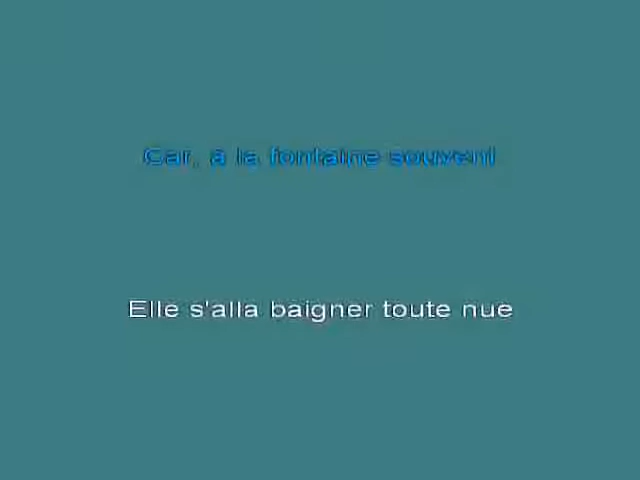 Car, à la fontaine souvent
Elle s'alla baigner toute nue